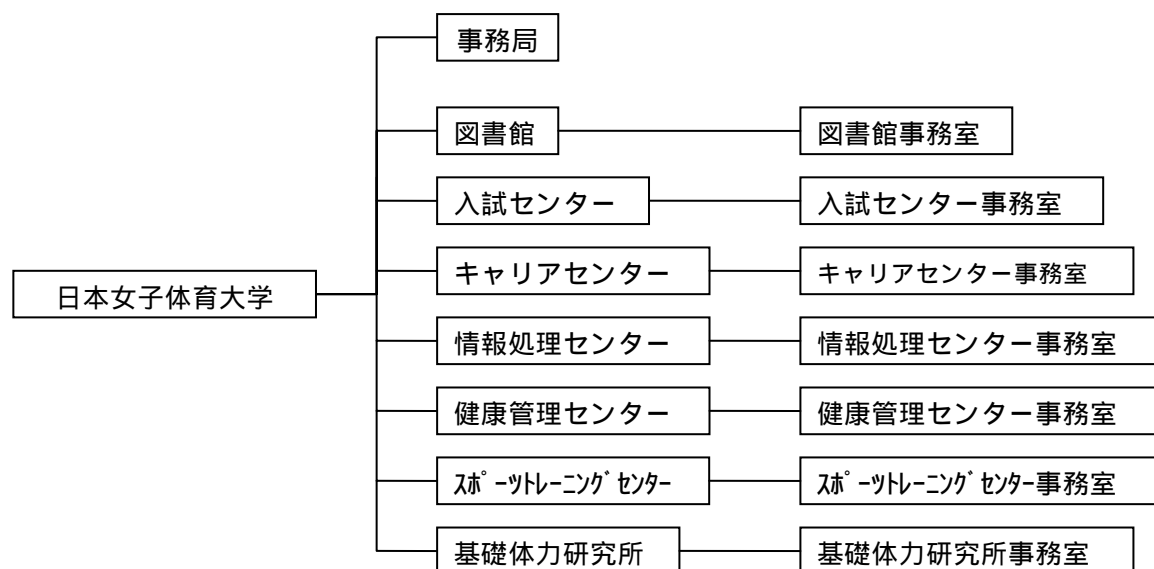 事務局
図書館 図書館事務室
入試センター 入試センター事務室
キャリアセンター キャリアセンター事務室
日本女子体育大学
情報処理センター 情報処理センター事務室
健康管理センター 健康管理センター事務室
ｽﾎﾟｰﾂﾄﾚｰﾆﾝｸﾞｾﾝﾀｰ ｽﾎﾟｰﾂﾄﾚｰﾆﾝｸﾞｾﾝﾀｰ事務室
基礎体力研究所 基礎体力研究所事務室